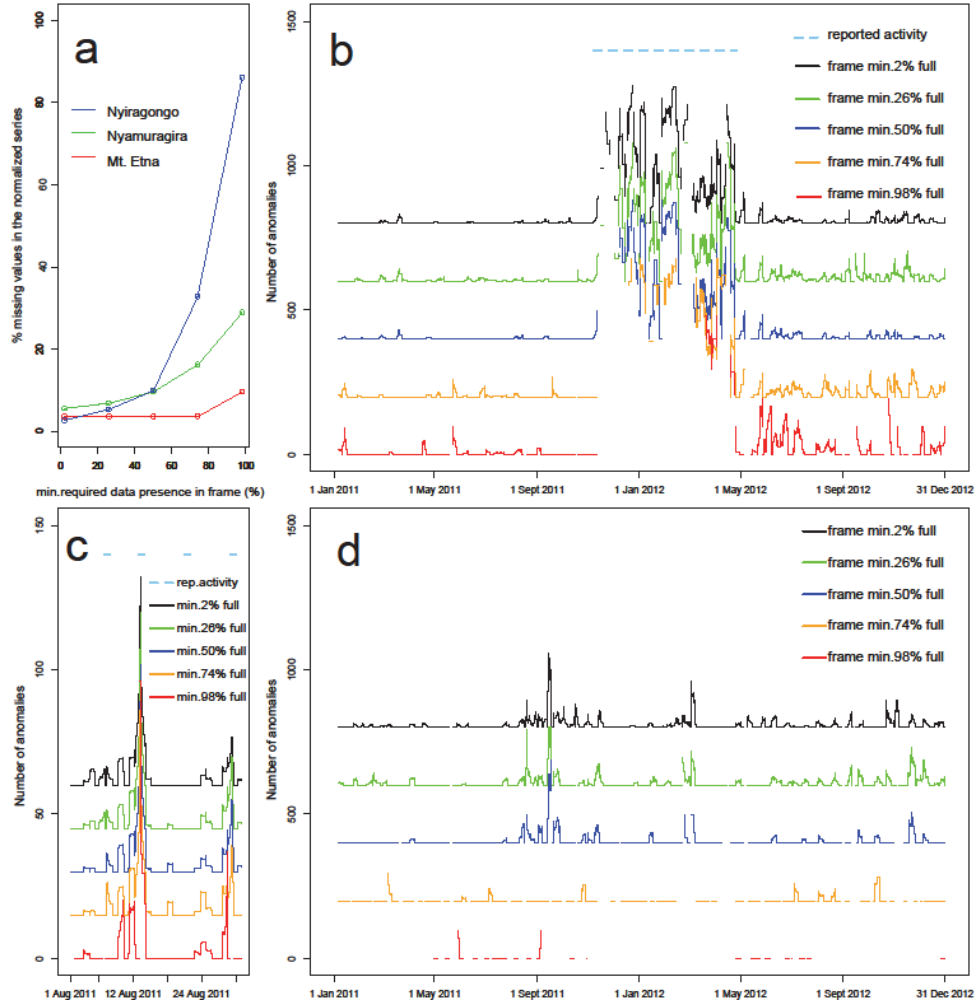 a
% missing values in the normalized series
100
80
60
40
20
0
Nyiragongo
Nyamuragira
Mt. Etna
0 20 40 60 80 100
min.required data presence in frame (%)
b
Number of anomalies
1500
1000
500
0
reported activity
frame min.2% full
frame min.26% full
frame min.50% full
frame min.74% full
frame min.98% full
1 Jan 2011 1 May 2011 1 Sept 2011 1 Jan 2012 1 May 2012 1 Sept 2012 31 Dec 2012
c
Number of anomalies
150
100
50
0
rep.activity
min.2% full
min.26% full
min.50% full
min.74% full
min.98% full
1 Aug 2011 12 Aug 2011 24 Aug 2011
d
Number of anomalies
1500
1000
500
0
frame min.2% full
frame min.26% full
frame min.50% full
frame min.74% full
frame min.98% full
1 Jan 2011 1 May 2011 1 Sept 2011 1 Jan 2012 1 May 2012 1 Sept 2012 31 Dec 2012